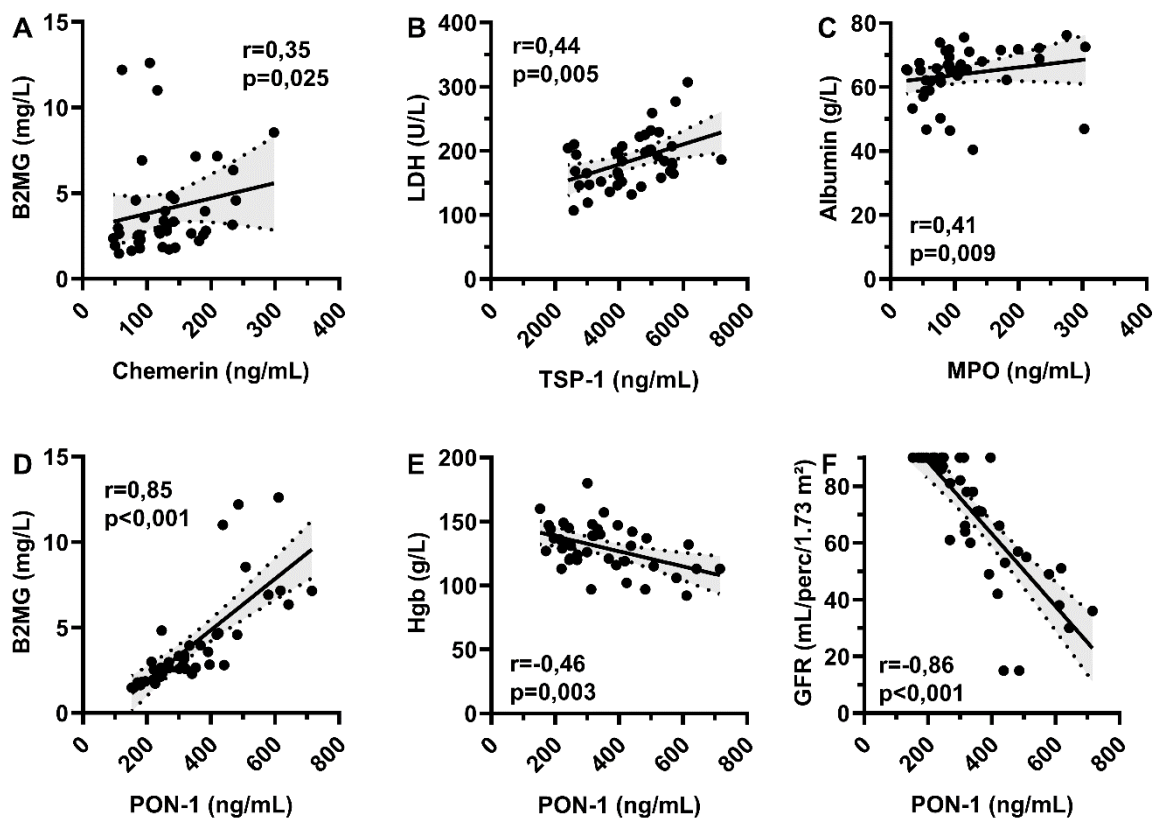 A
B2MG (mg/L)
15
10
5
0
r=0,35
p=0,025
0
100
200
300
400
Chemerin (ng/mL)
B
LDH (U/L)
400
300
200
100
0
r=0,44
p=0,005
0
2000
4000
6000
8000
TSP-1 (ng/mL)
C
Albumin (g/L)
80
60
40
20
0
r=0,41
p=0,009
0
100
200
300
400
MPO (ng/mL)
D
B2MG (mg/L)
15
10
5
0
r=0,85
p<0,001
0
200
400
600
800
PON-1 (ng/mL)
E
Hgb (g/L)
200
150
100
50
0
r=-0,46
p=0,003
0
200
400
600
800
PON-1 (ng/mL)
F
GFR (mL/perc/1.73 m²)
80
60
40
20
0
r=-0,86
p<0,001
0
200
400
600
800
PON-1 (ng/mL)